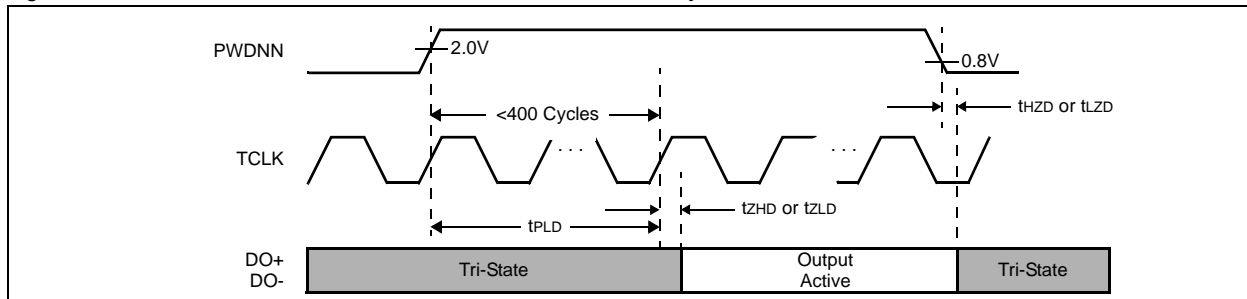 PWDNN
2.0V
0.8V
tHZD or tLZD
<400 Cycles
TCLK
. . .
. . .
tZHD or tZLD
tPLD
DO+
DO-
Tri-State
Output
Active
Tri-State